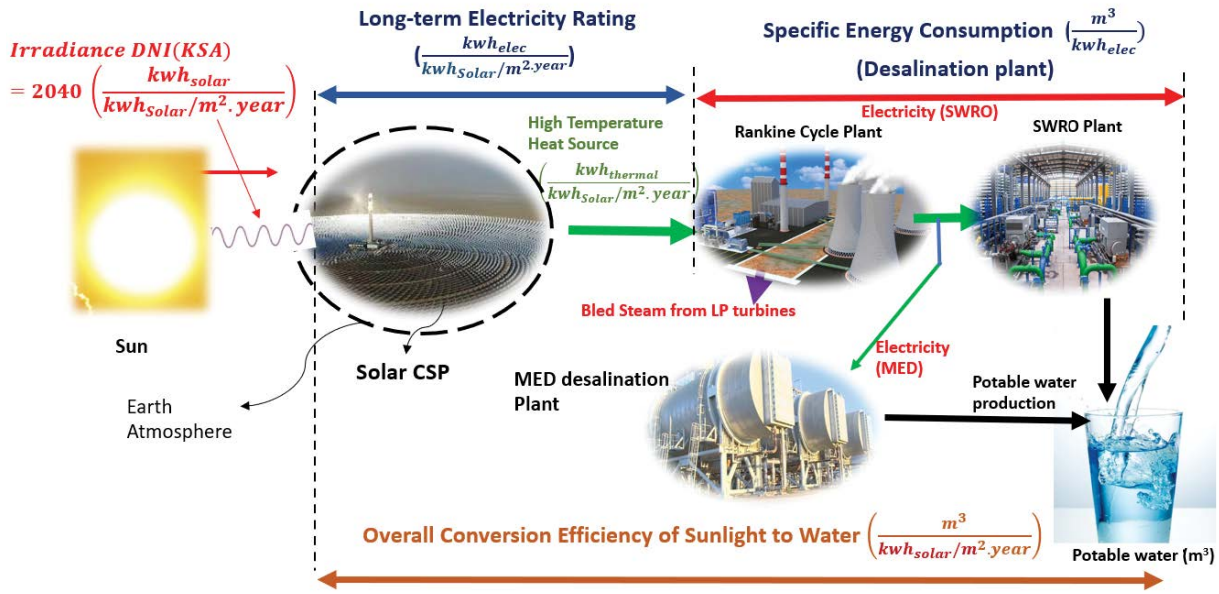 Long-term Electricity Rating
(kwh_elec / kwh_Solar/m².year)
Specific Energy Consumption (m³ / kwh_elec)
(Desalination plant)
Irradiance DNI(KSA)
= 2040 (kwh_solar / kwh_Solar/m².year)
Electricity (SWRO)
High Temperature
Heat Source
(kwh_thermal / kwh_Solar/m².year)
Rankine Cycle Plant
SWRO Plant
Bled Steam from LP turbines
Sun
Solar CSP
Electricity
(MED)
MED desalination
Plant
Potable water
production
Earth
Atmosphere
Overall Conversion Efficiency of Sunlight to Water (m³ / kwh_solar/m².year)
Potable water (m³)